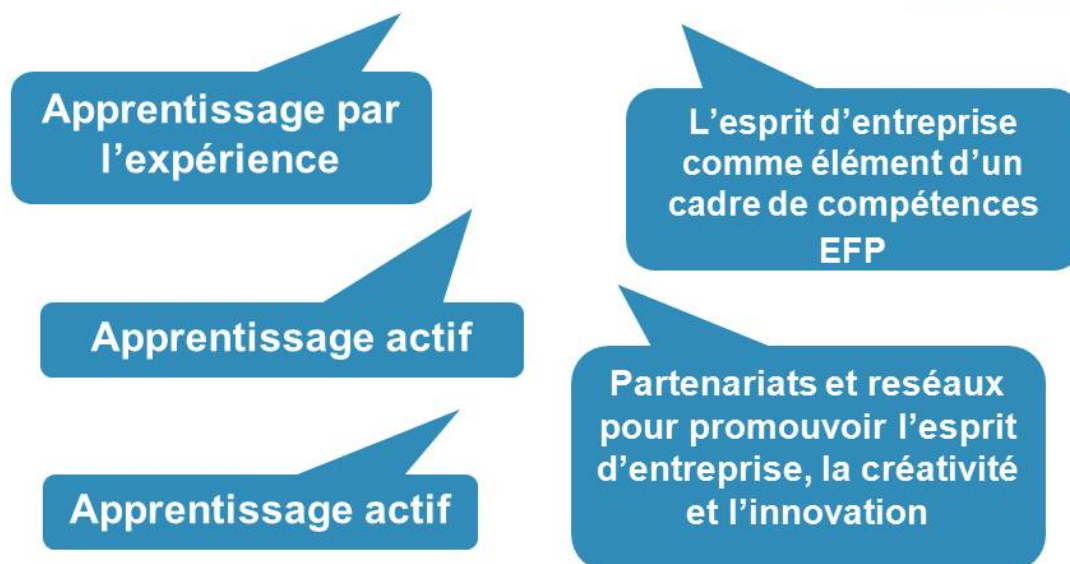 Apprentissage par
l’expérience
L’esprit d’entreprise
comme élément d’un
cadre de compétences
EFP
Apprentissage actif
Partenariats et reséaux
pour promouvoir l’esprit
d’entreprise, la créativité
et l’innovation
Apprentissage actif